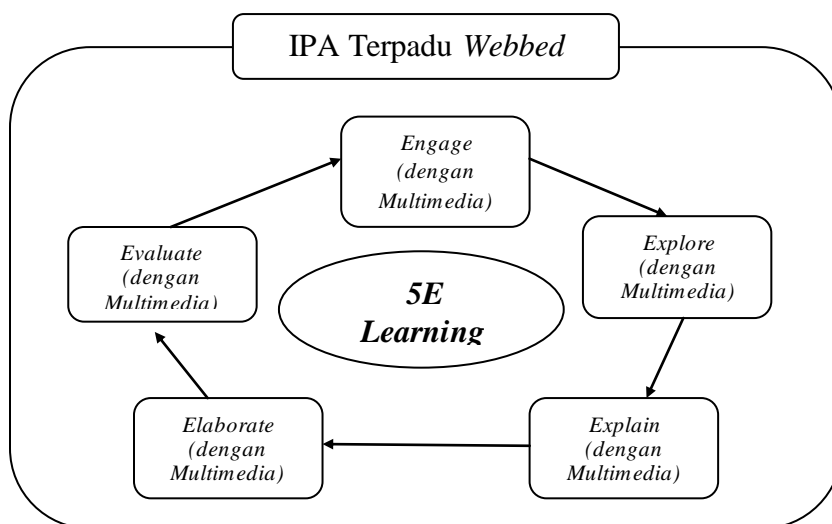 IPA Terpadu Webbed
Engage
(dengan
Multimedia)
Explore
(dengan
Multimedia)
Explain
(dengan
Multimedia)
Elaborate
(dengan
Multimedia)
Evaluate
(dengan
Multimedia)
5E
Learning